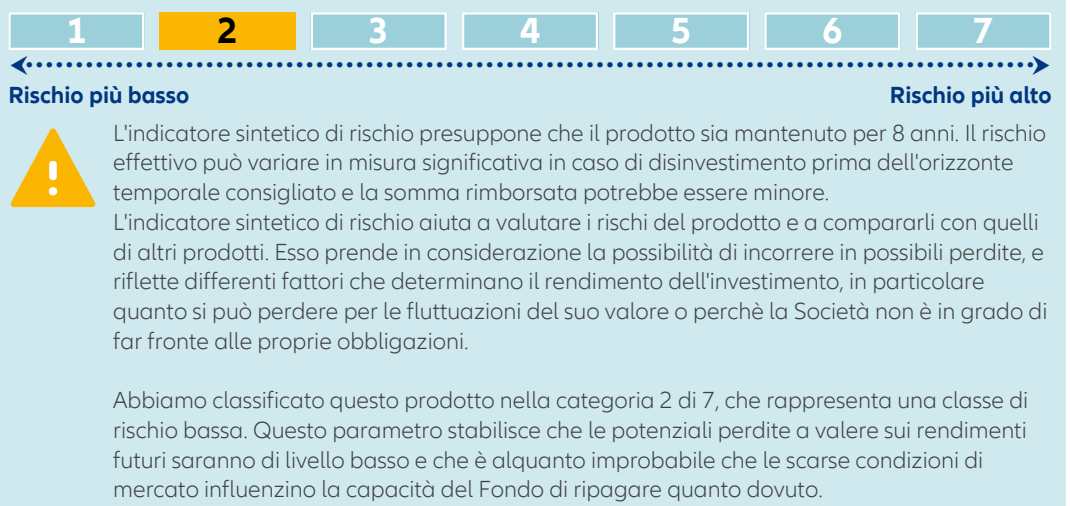 1 2 3 4 5 6 7
Rischio più basso Rischio più alto
L'indicatore sintetico di rischio presuppone che il prodotto sia mantenuto per 8 anni. Il rischio
effettivo può variare in misura significativa in caso di disinvestimento prima dell'orizzonte
temporale consigliato e la somma rimborsata potrebbe essere minore.
L'indicatore sintetico di rischio aiuta a valutare i rischi del prodotto e a compararli con quelli
di altri prodotti. Esso prende in considerazione la possibilità di incorrere in possibili perdite, e
riflette differenti fattori che determinano il rendimento dell'investimento, in particolare
quanto si può perdere per le fluttuazioni del suo valore o perchè la Società non è in grado di
far fronte alle proprie obbligazioni.
Abbiamo classificato questo prodotto nella categoria 2 di 7, che rappresenta una classe di
rischio bassa. Questo parametro stabilisce che le potenziali perdite a valere sui rendimenti
futuri saranno di livello basso e che è alquanto improbabile che le scarse condizioni di
mercato influenzino la capacità del Fondo di ripagare quanto dovuto.